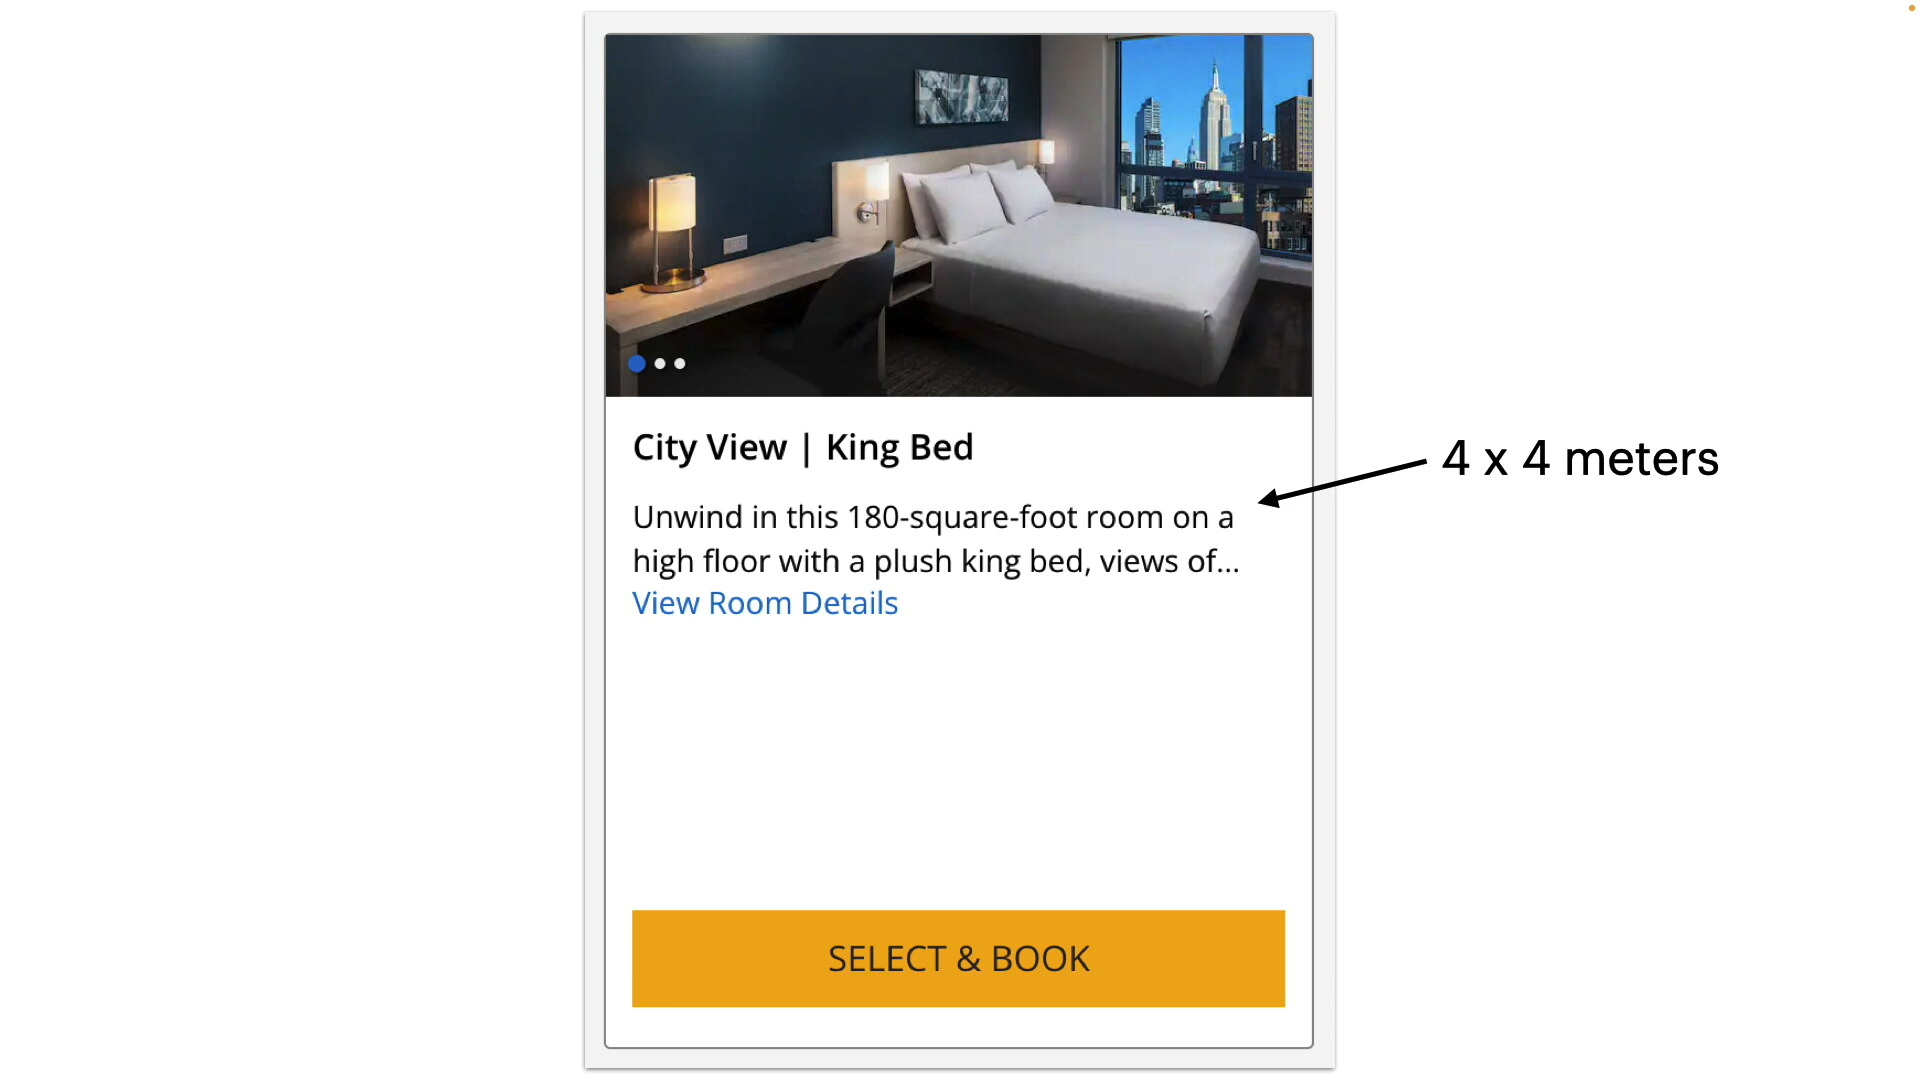 City View | King Bed
4 x 4 meters
Unwind in this 180-square-foot room on a
high floor with a plush king bed, views of...
View Room Details
SELECT & BOOK